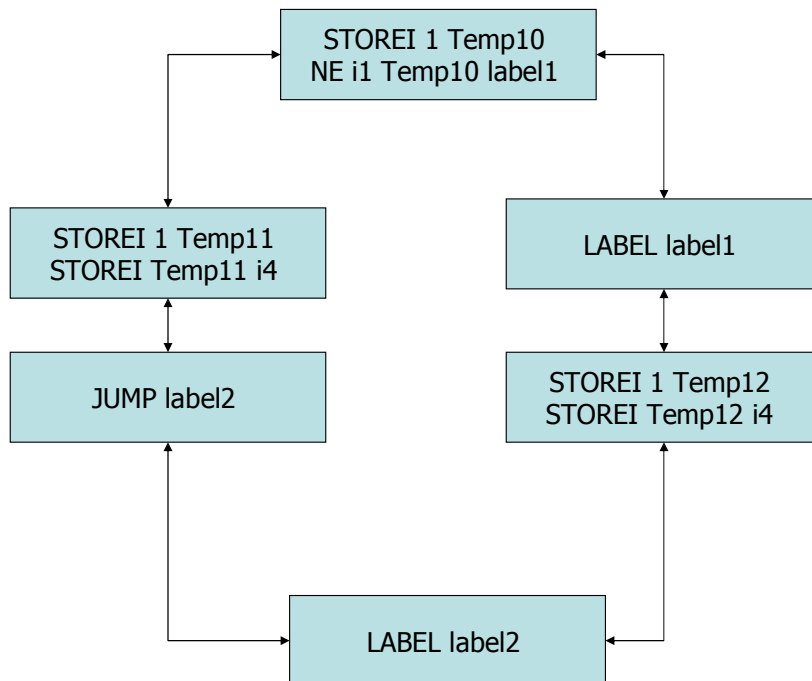 STOREI 1 Temp10
NE i1 Temp10 label1
STOREI 1 Temp11
STOREI Temp11 i4
LABEL label1
JUMP label2
STOREI 1 Temp12
STOREI Temp12 i4
LABEL label2